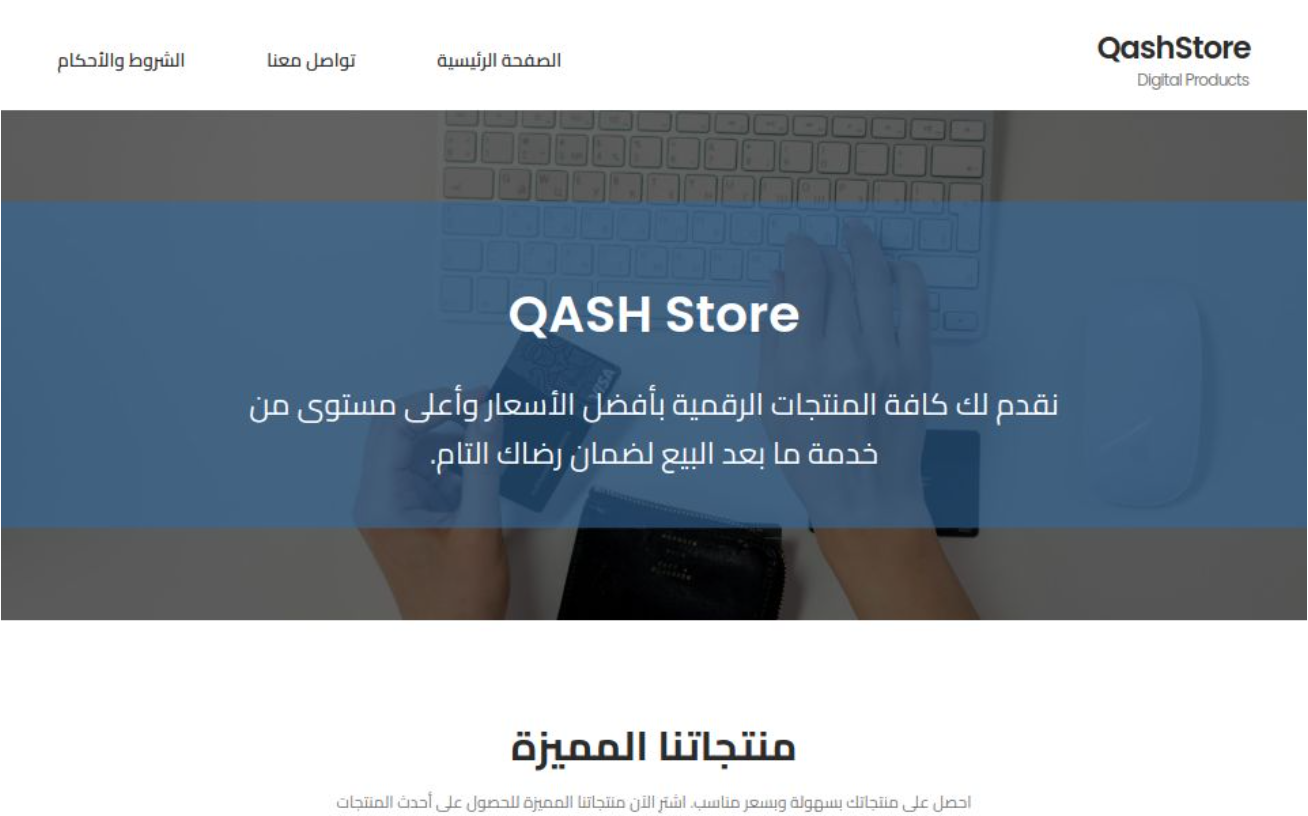 QashStore
Digital Products
الصفحة الرئيسية
تواصل معنا
الشروط والأحكام
QASH Store
نقدم لك كافة المنتجات الرقمية بأفضل الأسعار وأعلى مستوى من
خدمة ما بعد البيع لضمان رضاك التام.
VISA
منتجاتنا المميزة
احصل على منتجاتك بسهولة وبسعر مناسب. اشترِ الآن منتجاتنا المميزة للحصول على أحدث المنتجات